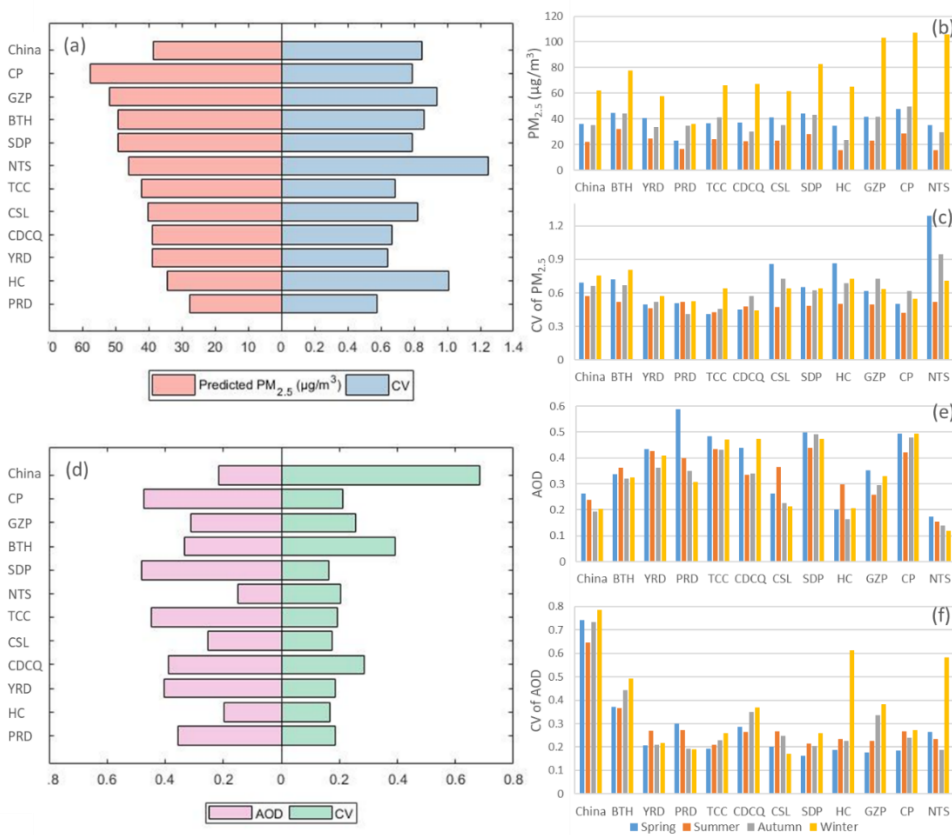 (a)
China
CP
GZP
BTH
SDP
NTS
TCC
CSL
CDCQ
YRD
HC
PRD
60 50 40 30 20 10 0 0.2 0.4 0.6 0.8 1.0 1.2 1.4
Predicted PM2.5 (μg/m³) CV
(b)
PM2.5 (μg/m³)
120
100
80
60
40
20
0
China BTH YRD PRD TCC CDCQ CSL SDP HC GZP CP NTS
(c)
CV of PM2.5
1.2
0.9
0.6
0.3
0
China BTH YRD PRD TCC CDCQ CSL SDP HC GZP CP NTS
(d)
China
CP
GZP
BTH
SDP
NTS
TCC
CSL
CDCQ
YRD
HC
PRD
.8 0.6 0.4 0.2 0 0.2 0.4 0.6 0.8
AOD CV
(e)
AOD
0.6
0.5
0.4
0.3
0.2
0.1
0
China BTH YRD PRD TCC CDCQ CSL SDP HC GZP CP NTS
(f)
CV of AOD
0.8
0.7
0.6
0.5
0.4
0.3
0.2
0.1
0
China BTH YRD PRD TCC CDCQ CSL SDP HC GZP CP NTS
Spring Summer Autumn Winter